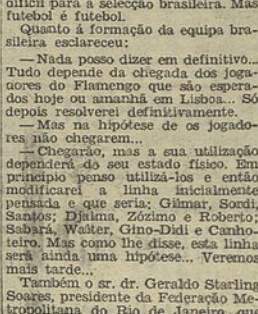 difícil para a selecção brasileira. Mas
futebol é futebol.
Quanto á formação da equipa bra-
sileira esclareceu:
— Nada posso dizer em definitivo...
Tudo depende da chegada dos joga-
dores do Flamengo que são espera-
dos hoje ou amanhã em Lisboa... Só
depois resolverei definitivamente.
— Mas na hipótese de os jogado-
res não chegarem...
— Chegarão, mas a sua utilização
dependerá do seu estado físico. Em
princípio penso utilizá-los e então
modificarei a linha inicialmente
pensada e que seria: Gilmar, Sordi,
Santos; Djalma, Zózimo e Roberto;
Sabará, Walter, Gino-Didi e Canho-
teiro. Mas como lhe disse, esta linha
será ainda uma hipótese... Veremos
mais tarde...
Também o sr. dr. Geraldo Starling
Soares, presidente da Federação Me-
tropolitana do Rio de Janeiro, que